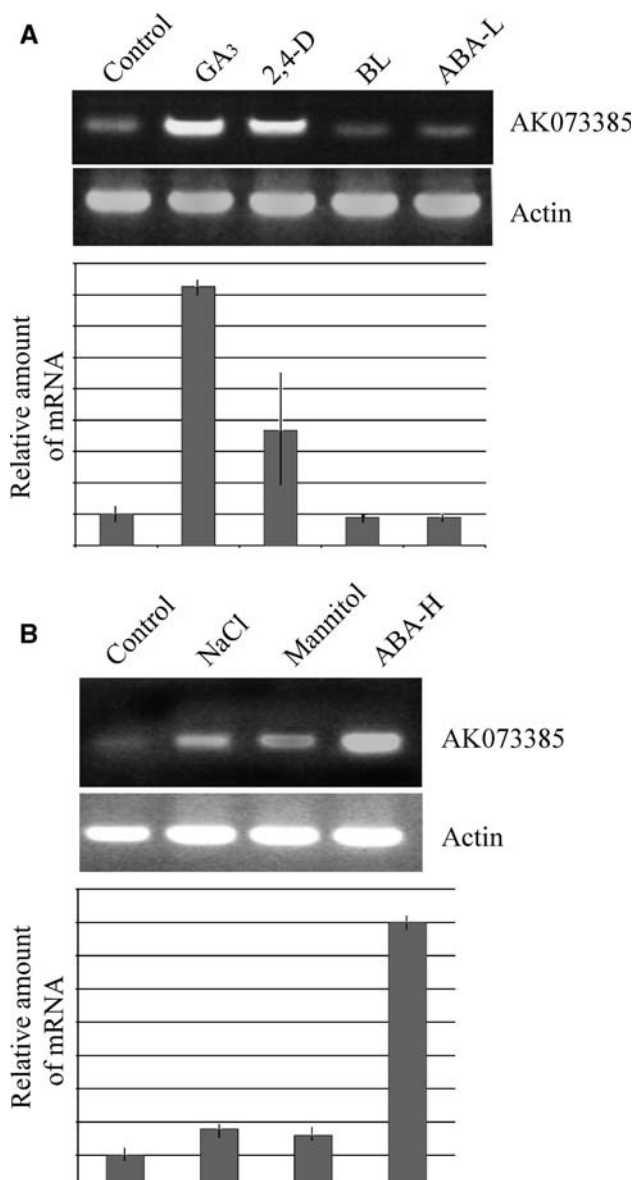 A
Control
GA₃
2,4-D
BL
ABA-L
AK073385
Actin
Relative amount
of mRNA
B
Control
NaCl
Mannitol
ABA-H
AK073385
Actin
Relative amount
of mRNA